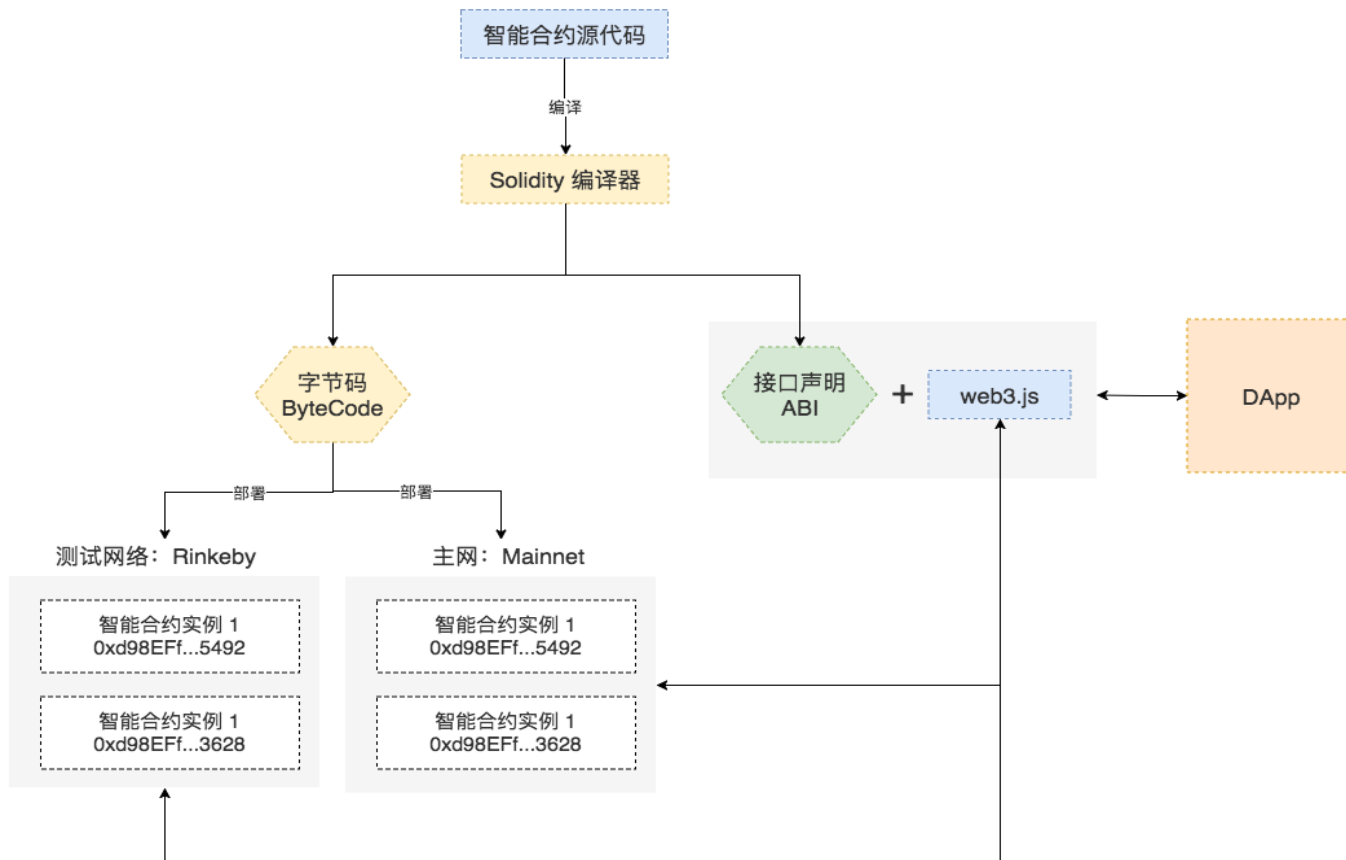 智能合约源代码
编译
Solidity 编译器
字节码
ByteCode
接口声明
ABI
+
web3.js
DApp
部署
部署
测试网络：Rinkeby
主网：Mainnet
智能合约实例 1
0xd98EFf...5492
智能合约实例 1
0xd98EFf...5492
智能合约实例 1
0xd98EFf...3628
智能合约实例 1
0xd98EFf...3628